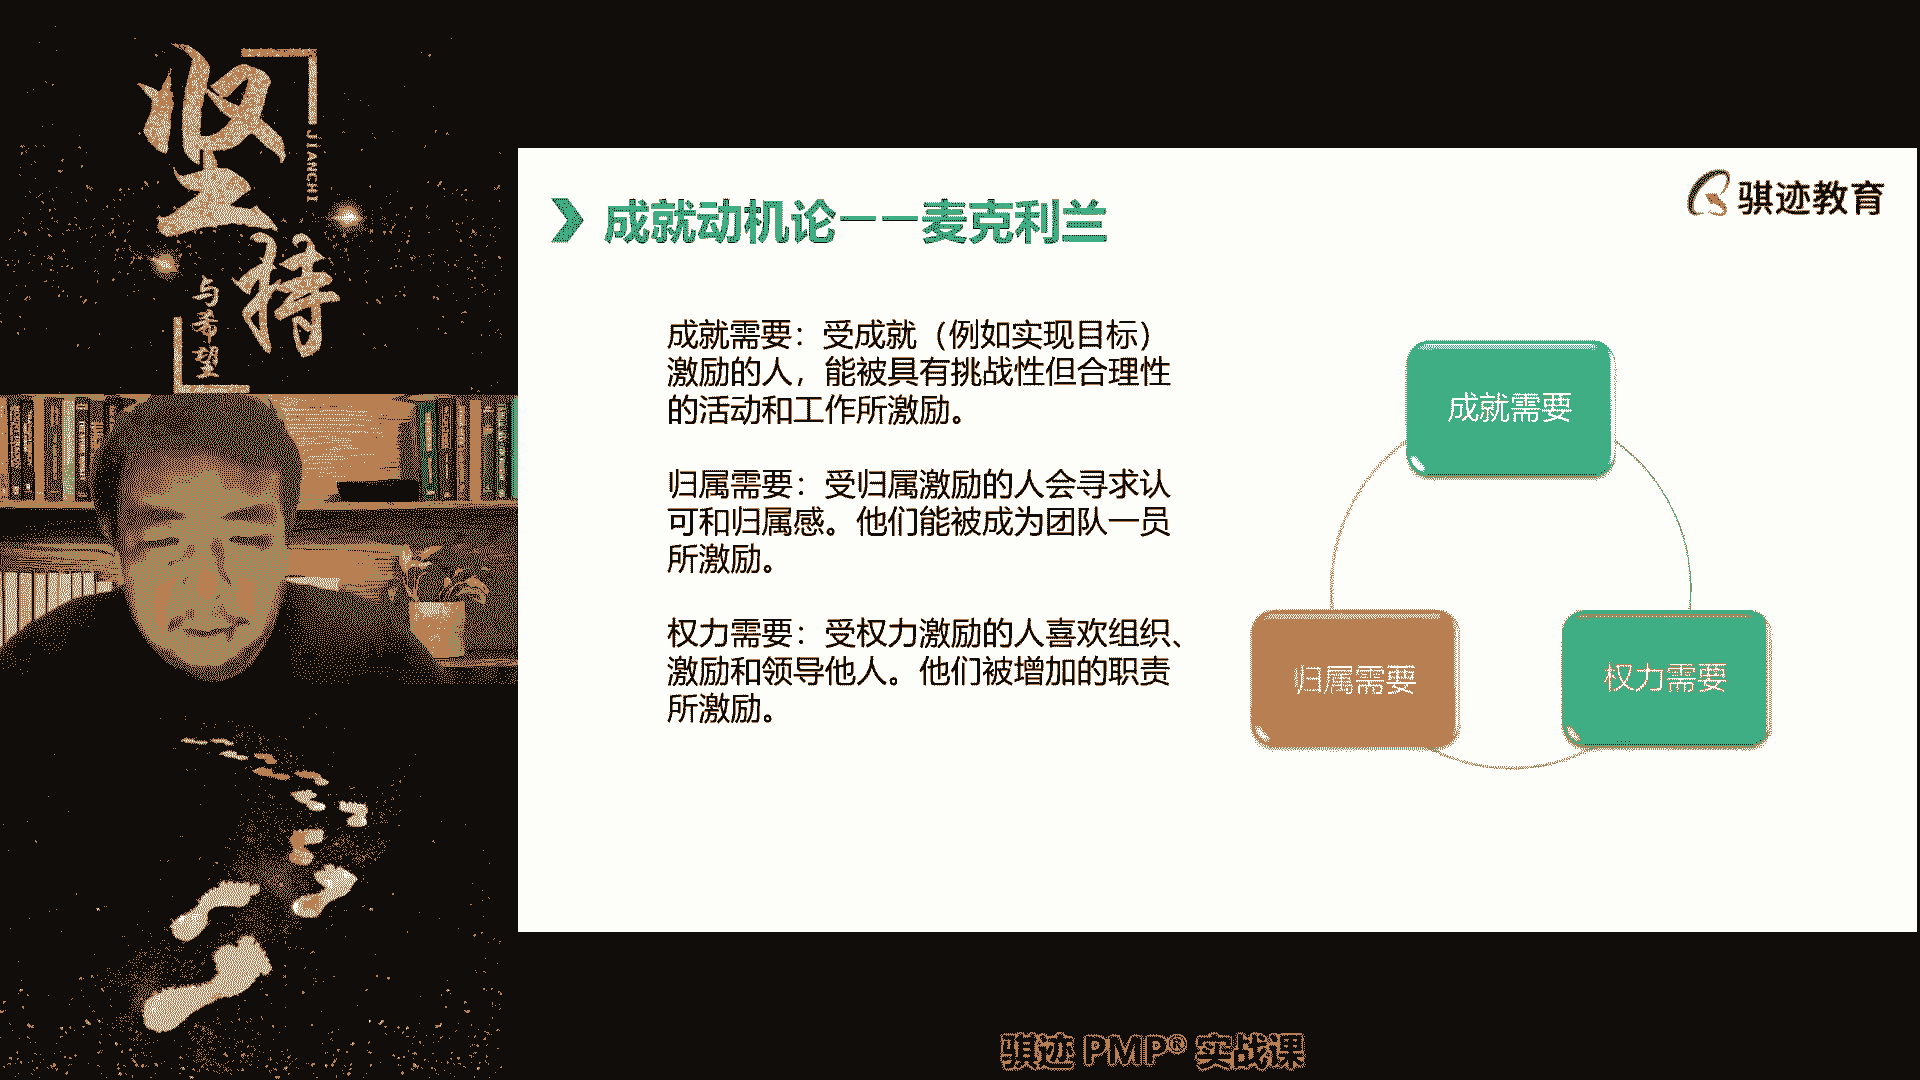 坚持
JIANCHI
与希望
骐迹教育
成就动机论——麦克利兰
成就需要：受成就（例如实现目标）
激励的人，能被具有挑战性但合理性
的活动和工作所激励。
归属需要：受归属激励的人会寻求认
可和归属感。他们能被成为团队一员
所激励。
权力需要：受权力激励的人喜欢组织、
激励和领导他人。他们被增加的职责
所激励。
成就需要
归属需要
权力需要
骐迹 PMP® 实战课